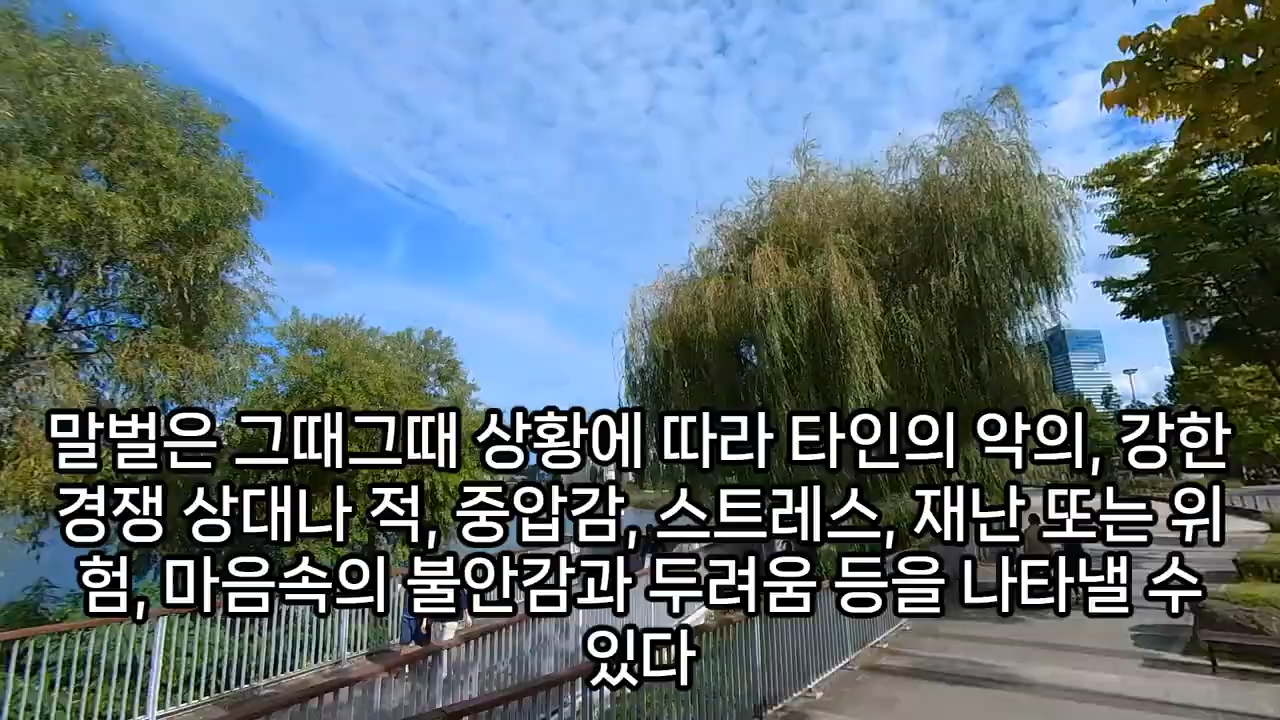 말벌은 그때그때 상황에 따라 타인의 악의, 강한
경쟁 상대나 적, 중압감, 스트레스, 재난 또는 위
험, 마음속의 불안감과 두려움 등을 나타낼 수
있다